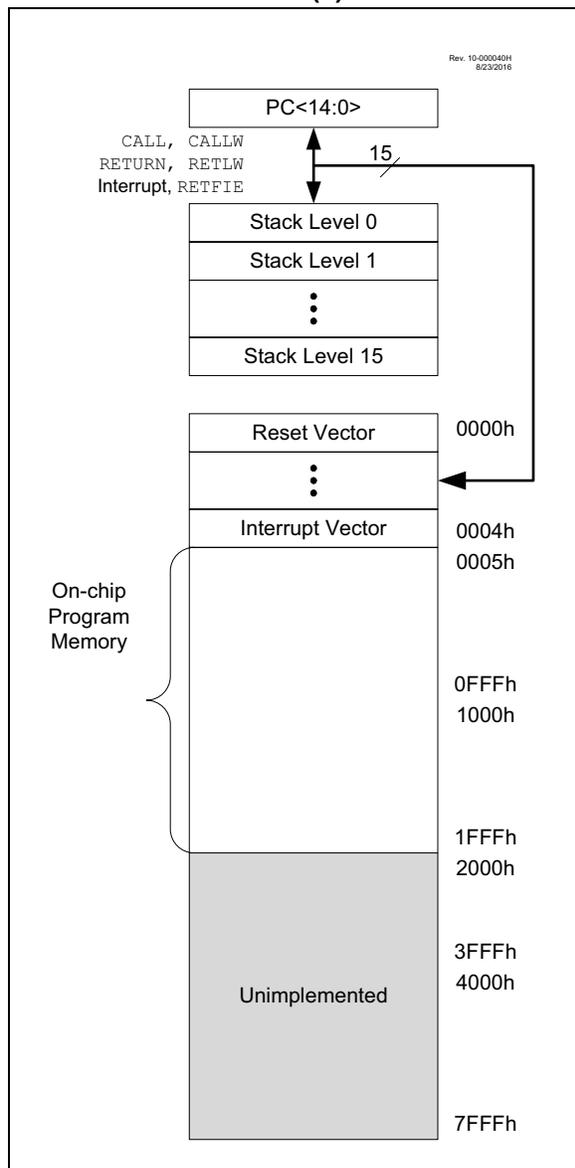 Rev. 10-000040H
8/23/2016
PC<14:0>
CALL, CALLW
RETURN, RETLW
Interrupt, RETFIE
15
Stack Level 0
Stack Level 1
Stack Level 15
Reset Vector
0000h
Interrupt Vector
0004h
0005h
On-chip
Program
Memory
0FFFh
1000h
1FFFh
2000h
3FFFh
4000h
Unimplemented
7FFFh